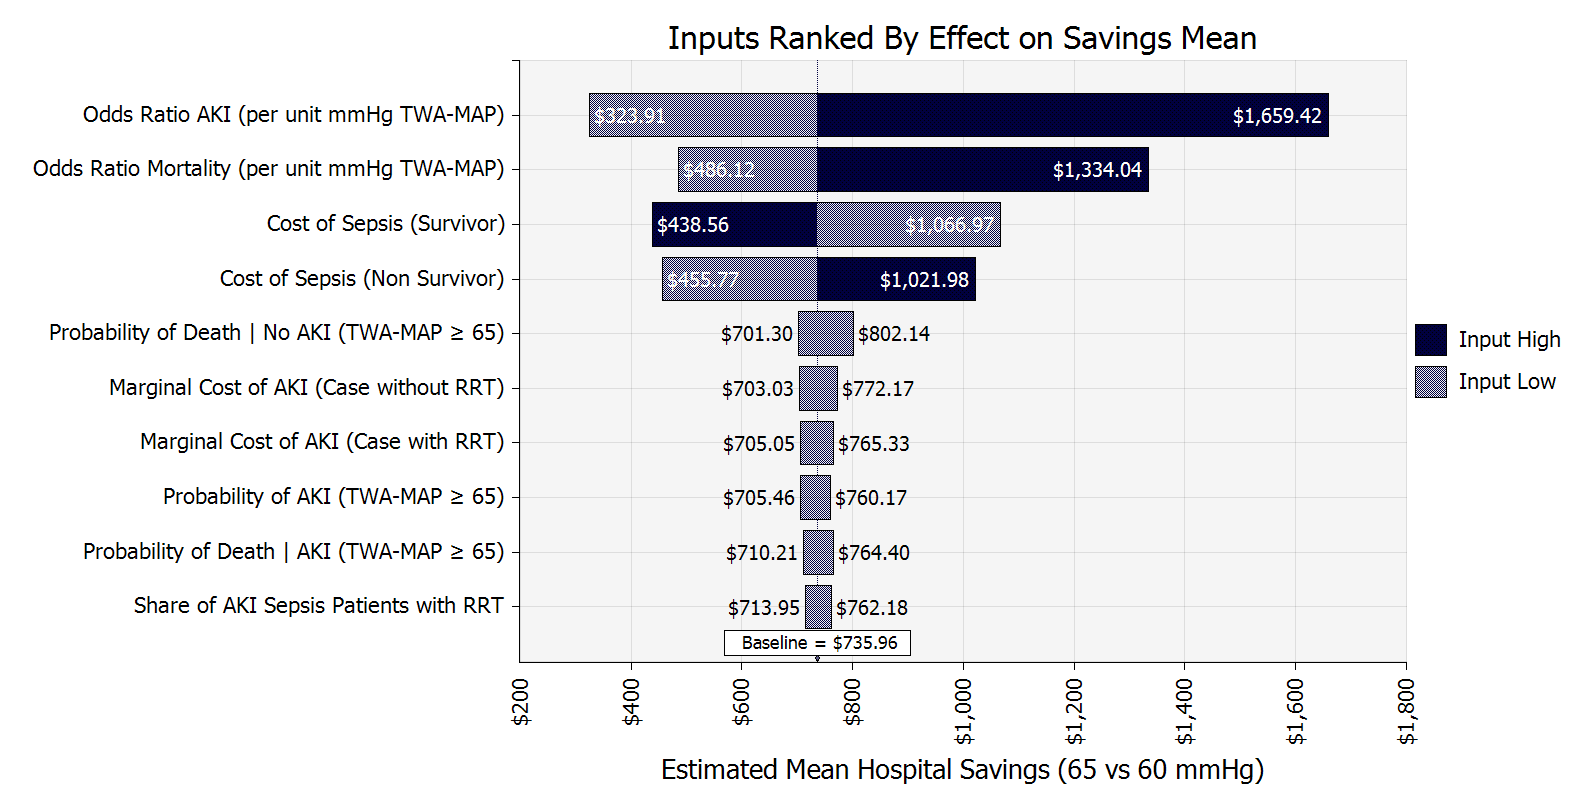 Inputs Ranked By Effect on Savings Mean
Odds Ratio AKI (per unit mmHg TWA-MAP)
$323.91
$1,659.42
Odds Ratio Mortality (per unit mmHg TWA-MAP)
$486.12
$1,334.04
Cost of Sepsis (Survivor)
$438.56
$1,066.97
Cost of Sepsis (Non Survivor)
$455.77
$1,021.98
Probability of Death | No AKI (TWA-MAP ≥ 65)
$701.30
$802.14
Marginal Cost of AKI (Case without RRT)
$703.03
$772.17
Marginal Cost of AKI (Case with RRT)
$705.05
$765.33
Probability of AKI (TWA-MAP ≥ 65)
$705.46
$760.17
Probability of Death | AKI (TWA-MAP ≥ 65)
$710.21
$764.40
Share of AKI Sepsis Patients with RRT
$713.95
$762.18
Baseline = $735.96
Input High
Input Low
$200
$400
$600
$800
$1,000
$1,200
$1,400
$1,600
$1,800
Estimated Mean Hospital Savings (65 vs 60 mmHg)